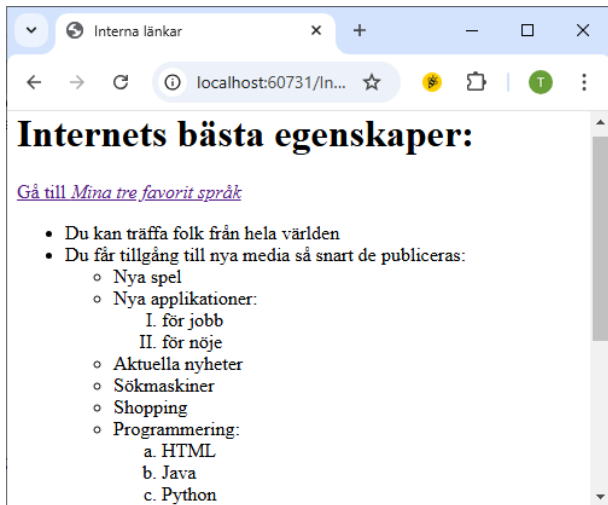 Interna länkar
localhost:60731/In...
T
Internets bästa egenskaper:
Gå till Mina tre favorit språk
Du kan träffa folk från hela världen
Du får tillgång till nya media så snart de publiceras:
Nya spel
Nya applikationer:
I. för jobb
II. för nöje
Aktuella nyheter
Sökmaskiner
Shopping
Programmering:
a. HTML
b. Java
c. Python